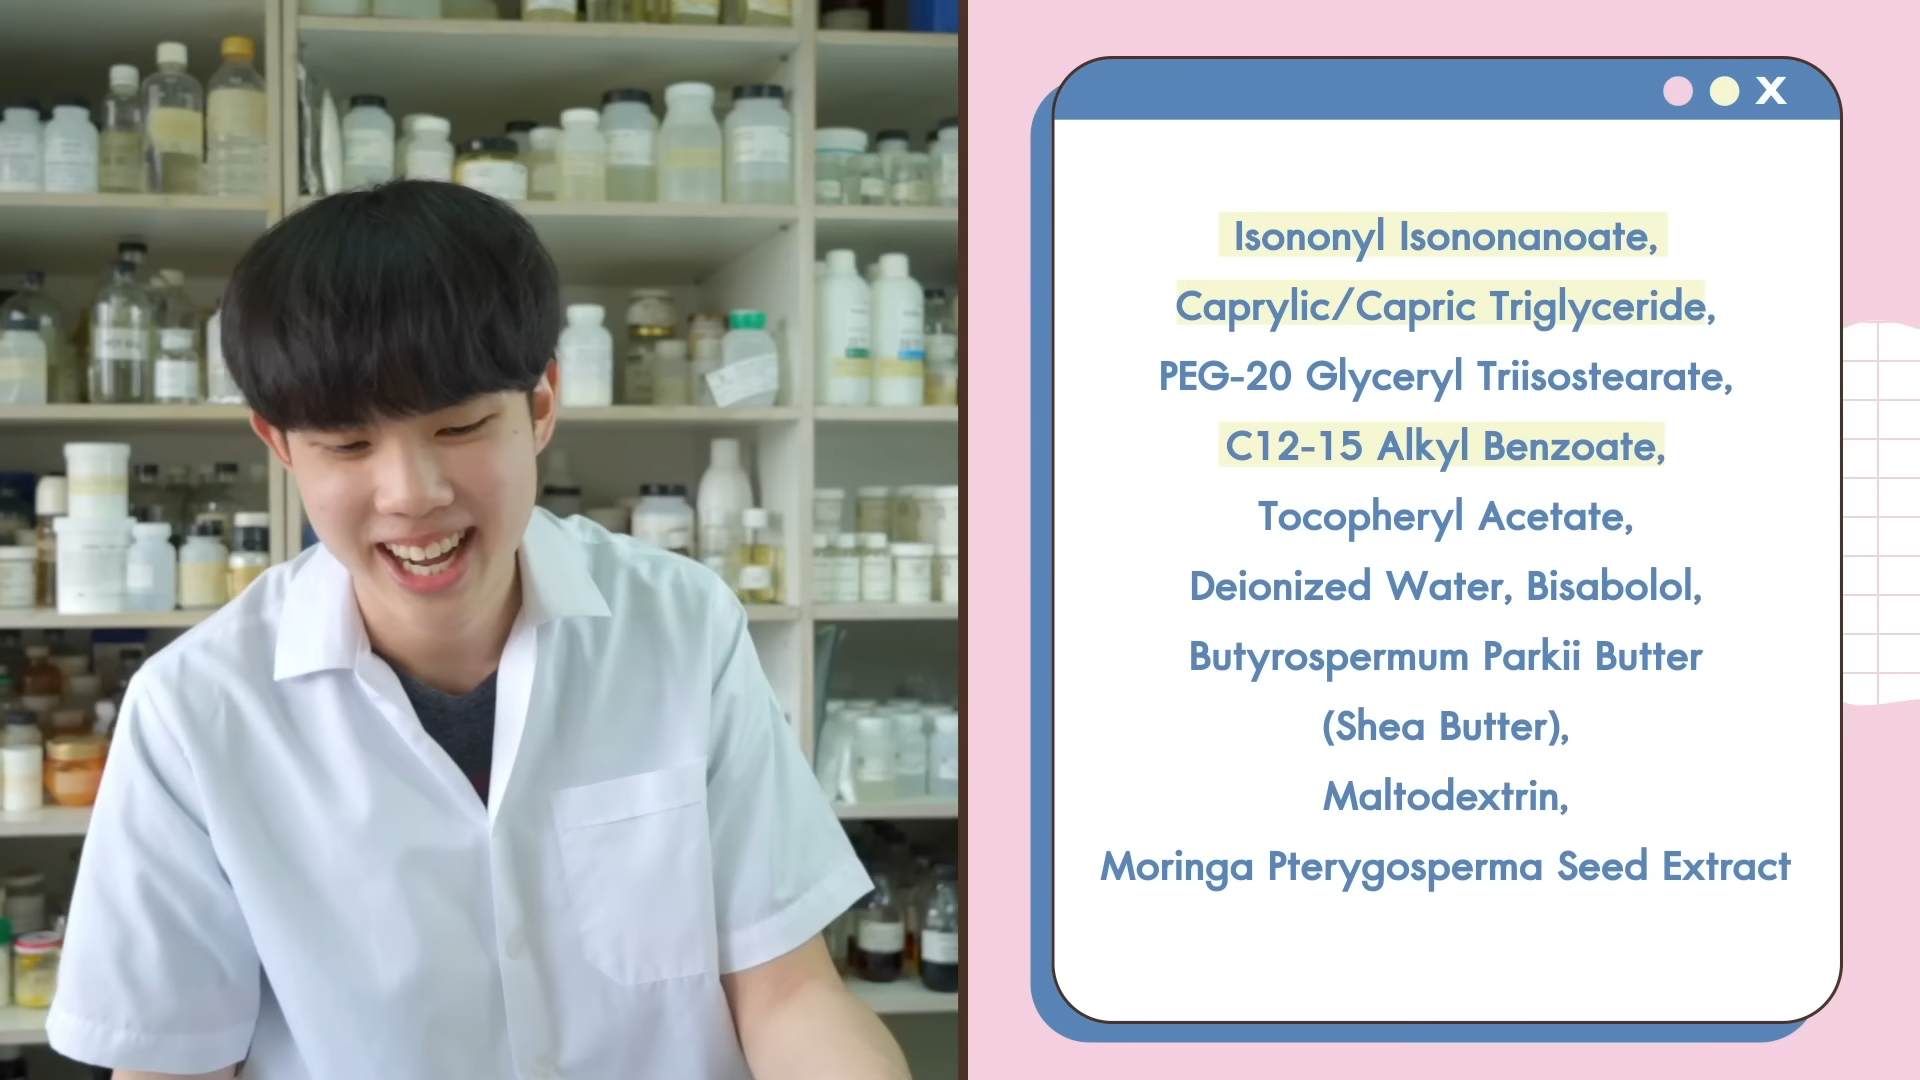 X
Isononyl Isononanoate,
Caprylic/Capric Triglyceride,
PEG-20 Glyceryl Triisostearate,
C12-15 Alkyl Benzoate,
Tocopheryl Acetate,
Deionized Water, Bisabolol,
Butyrospermum Parkii Butter
(Shea Butter),
Maltodextrin,
Moringa Pterygosperma Seed Extract